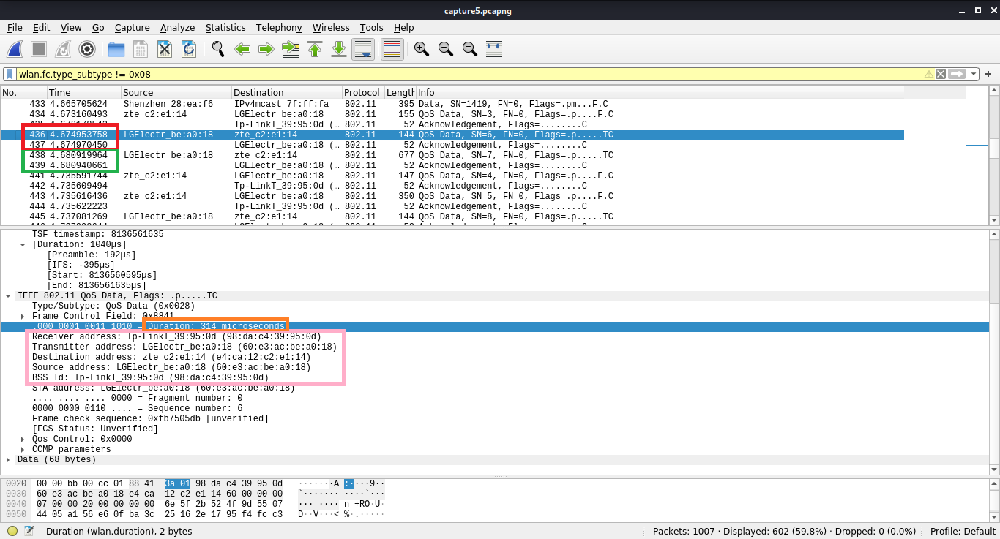 capture5.pcapng
File Edit View Go Capture Analyze Statistics Telephony Wireless Tools Help
wlan.fc.type_subtype != 0x08
No. Time Source Destination Protocol Length Info
433 4.665705624 Shenzhen_28:ea:f6 IPv4mcast_7f:ff:fa 802.11 395 Data, SN=1419, FN=0, Flags=.pm...F.C
434 4.673160493 zte_c2:e1:14 LGElectr_be:a0:18 802.11 155 QoS Data, SN=3, FN=0, Flags=.p....F.C
Tp-LinkT_39:95:0d (… 802.11 52 Acknowledgement, Flags=........C
436 4.674953758 LGElectr_be:a0:18 zte_c2:e1:14 802.11 144 QoS Data, SN=6, FN=0, Flags=.p.....TC
437 4.674970450 LGElectr_be:a0:18 (… 802.11 52 Acknowledgement, Flags=........C
438 4.680919964 LGElectr_be:a0:18 zte_c2:e1:14 802.11 677 QoS Data, SN=7, FN=0, Flags=.p.....TC
439 4.680940661 LGElectr_be:a0:18 (… 802.11 52 Acknowledgement, Flags=........C
441 4.735591744 zte_c2:e1:14 LGElectr_be:a0:18 802.11 147 QoS Data, SN=4, FN=0, Flags=.p....F.C
442 4.735609494 Tp-LinkT_39:95:0d (… 802.11 52 Acknowledgement, Flags=........C
443 4.735616436 zte_c2:e1:14 LGElectr_be:a0:18 802.11 350 QoS Data, SN=5, FN=0, Flags=.p....F.C
444 4.735622223 Tp-LinkT_39:95:0d (… 802.11 52 Acknowledgement, Flags=........C
445 4.737081269 LGElectr_be:a0:18 zte_c2:e1:14 802.11 144 QoS Data, SN=8, FN=0, Flags=.p.....TC
TSF timestamp: 8136561635
[Duration: 1040µs]
[Preamble: 192µs]
[IFS: -395µs]
[Start: 8136560595µs]
[End: 8136561635µs]
IEEE 802.11 QoS Data, Flags: .p.....TC
Type/Subtype: QoS Data (0x0028)
Frame Control Field: 0x8841
.000 0001 0011 1010 = Duration: 314 microseconds
Receiver address: Tp-LinkT_39:95:0d (98:da:c4:39:95:0d)
Transmitter address: LGElectr_be:a0:18 (60:e3:ac:be:a0:18)
Destination address: zte_c2:e1:14 (e4:ca:12:c2:e1:14)
Source address: LGElectr_be:a0:18 (60:e3:ac:be:a0:18)
BSS Id: Tp-LinkT_39:95:0d (98:da:c4:39:95:0d)
STA address: LGElectr_be:a0:18 (60:e3:ac:be:a0:18)
.... .... .... 0000 = Fragment number: 0
0000 0000 0110 .... = Sequence number: 6
Frame check sequence: 0xfb7505db [unverified]
[FCS Status: Unverified]
Qos Control: 0x0000
CCMP parameters
Data (68 bytes)
0020 00 00 bb 00 cc 01 88 41 3a 01 98 da c4 39 95 0d ·······A :····9··
0030 60 e3 ac be a0 18 e4 ca 12 c2 e1 14 60 00 00 00 `······· ····`···
0040 07 00 00 20 00 00 00 00 6e 5f 2b 52 4f 9d 55 07 ··· ···· n_+RO·U·
0050 44 05 a1 56 e6 0f ba 3c 25 16 2e 17 95 f4 fc c3 D··V···< %·.·····
Duration (wlan.duration), 2 bytes Packets: 1007 · Displayed: 602 (59.8%) · Dropped: 0 (0.0%) Profile: Default